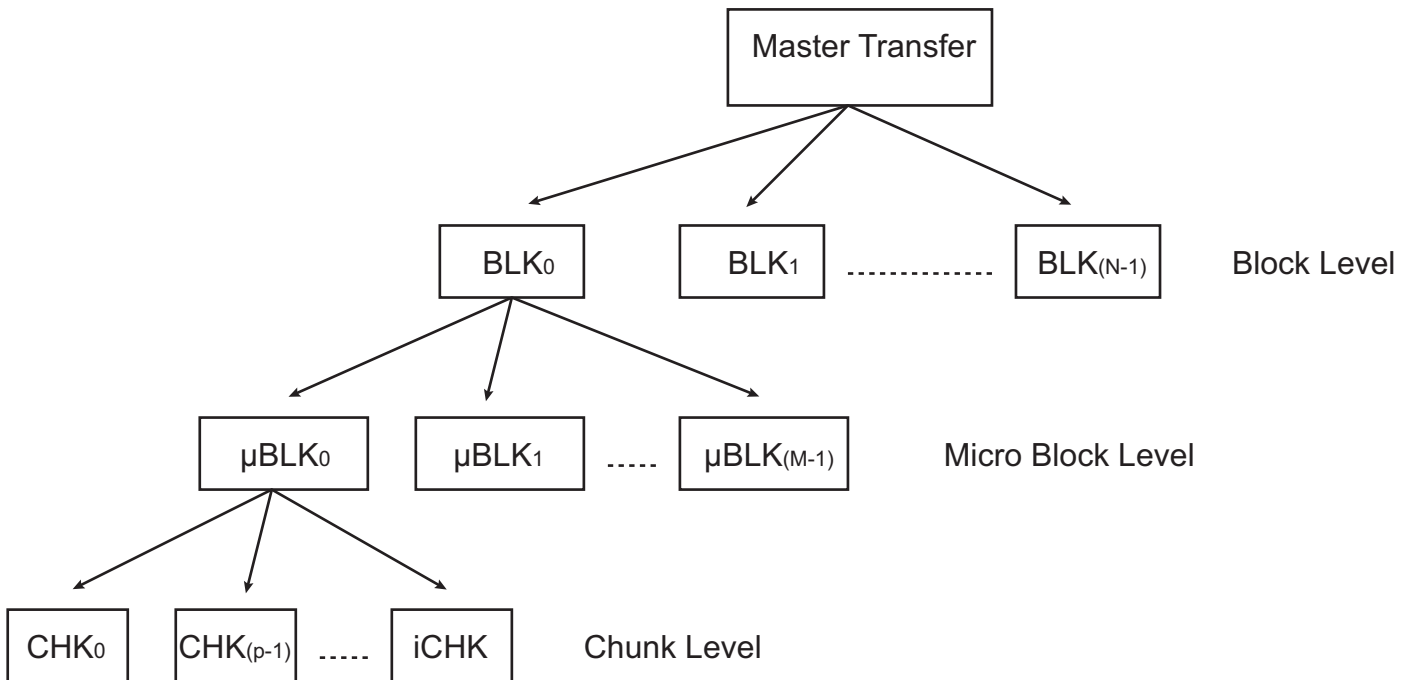 Master Transfer
BLK0 BLK1 BLK(N-1) Block Level
µBLK0 µBLK1 µBLK(M-1) Micro Block Level
CHK0 CHK(p-1) iCHK Chunk Level